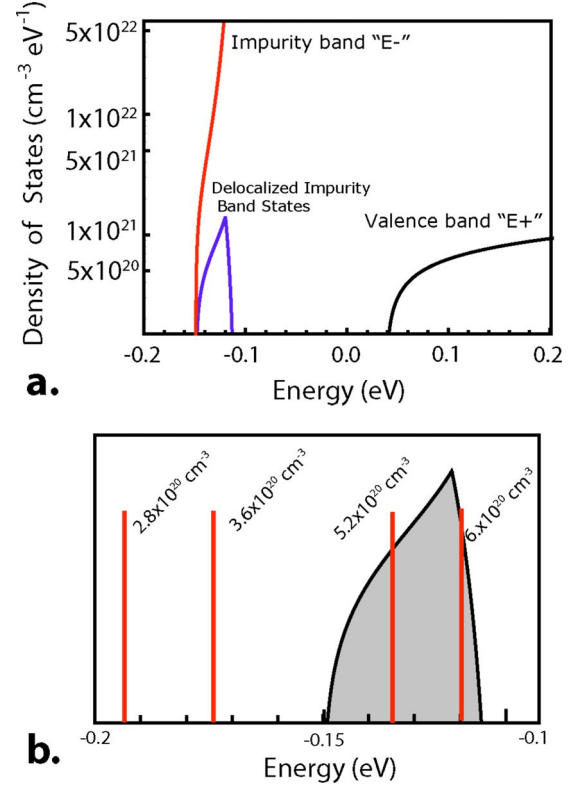 5x10²²
Impurity band "E-"
1x10²²
5x10²¹
Delocalized Impurity
Band States
Valence band "E+"
1x10²¹
5x10²⁰
Density of States (cm⁻³ eV⁻¹)
-0.2 -0.1 0.0 0.1 0.2
Energy (eV)
a.
2.8x10²⁰ cm⁻³
3.6x10²⁰ cm⁻³
5.2x10²⁰ cm⁻³
6.x10²⁰ cm⁻³
-0.2 -0.15 -0.1
Energy (eV)
b.